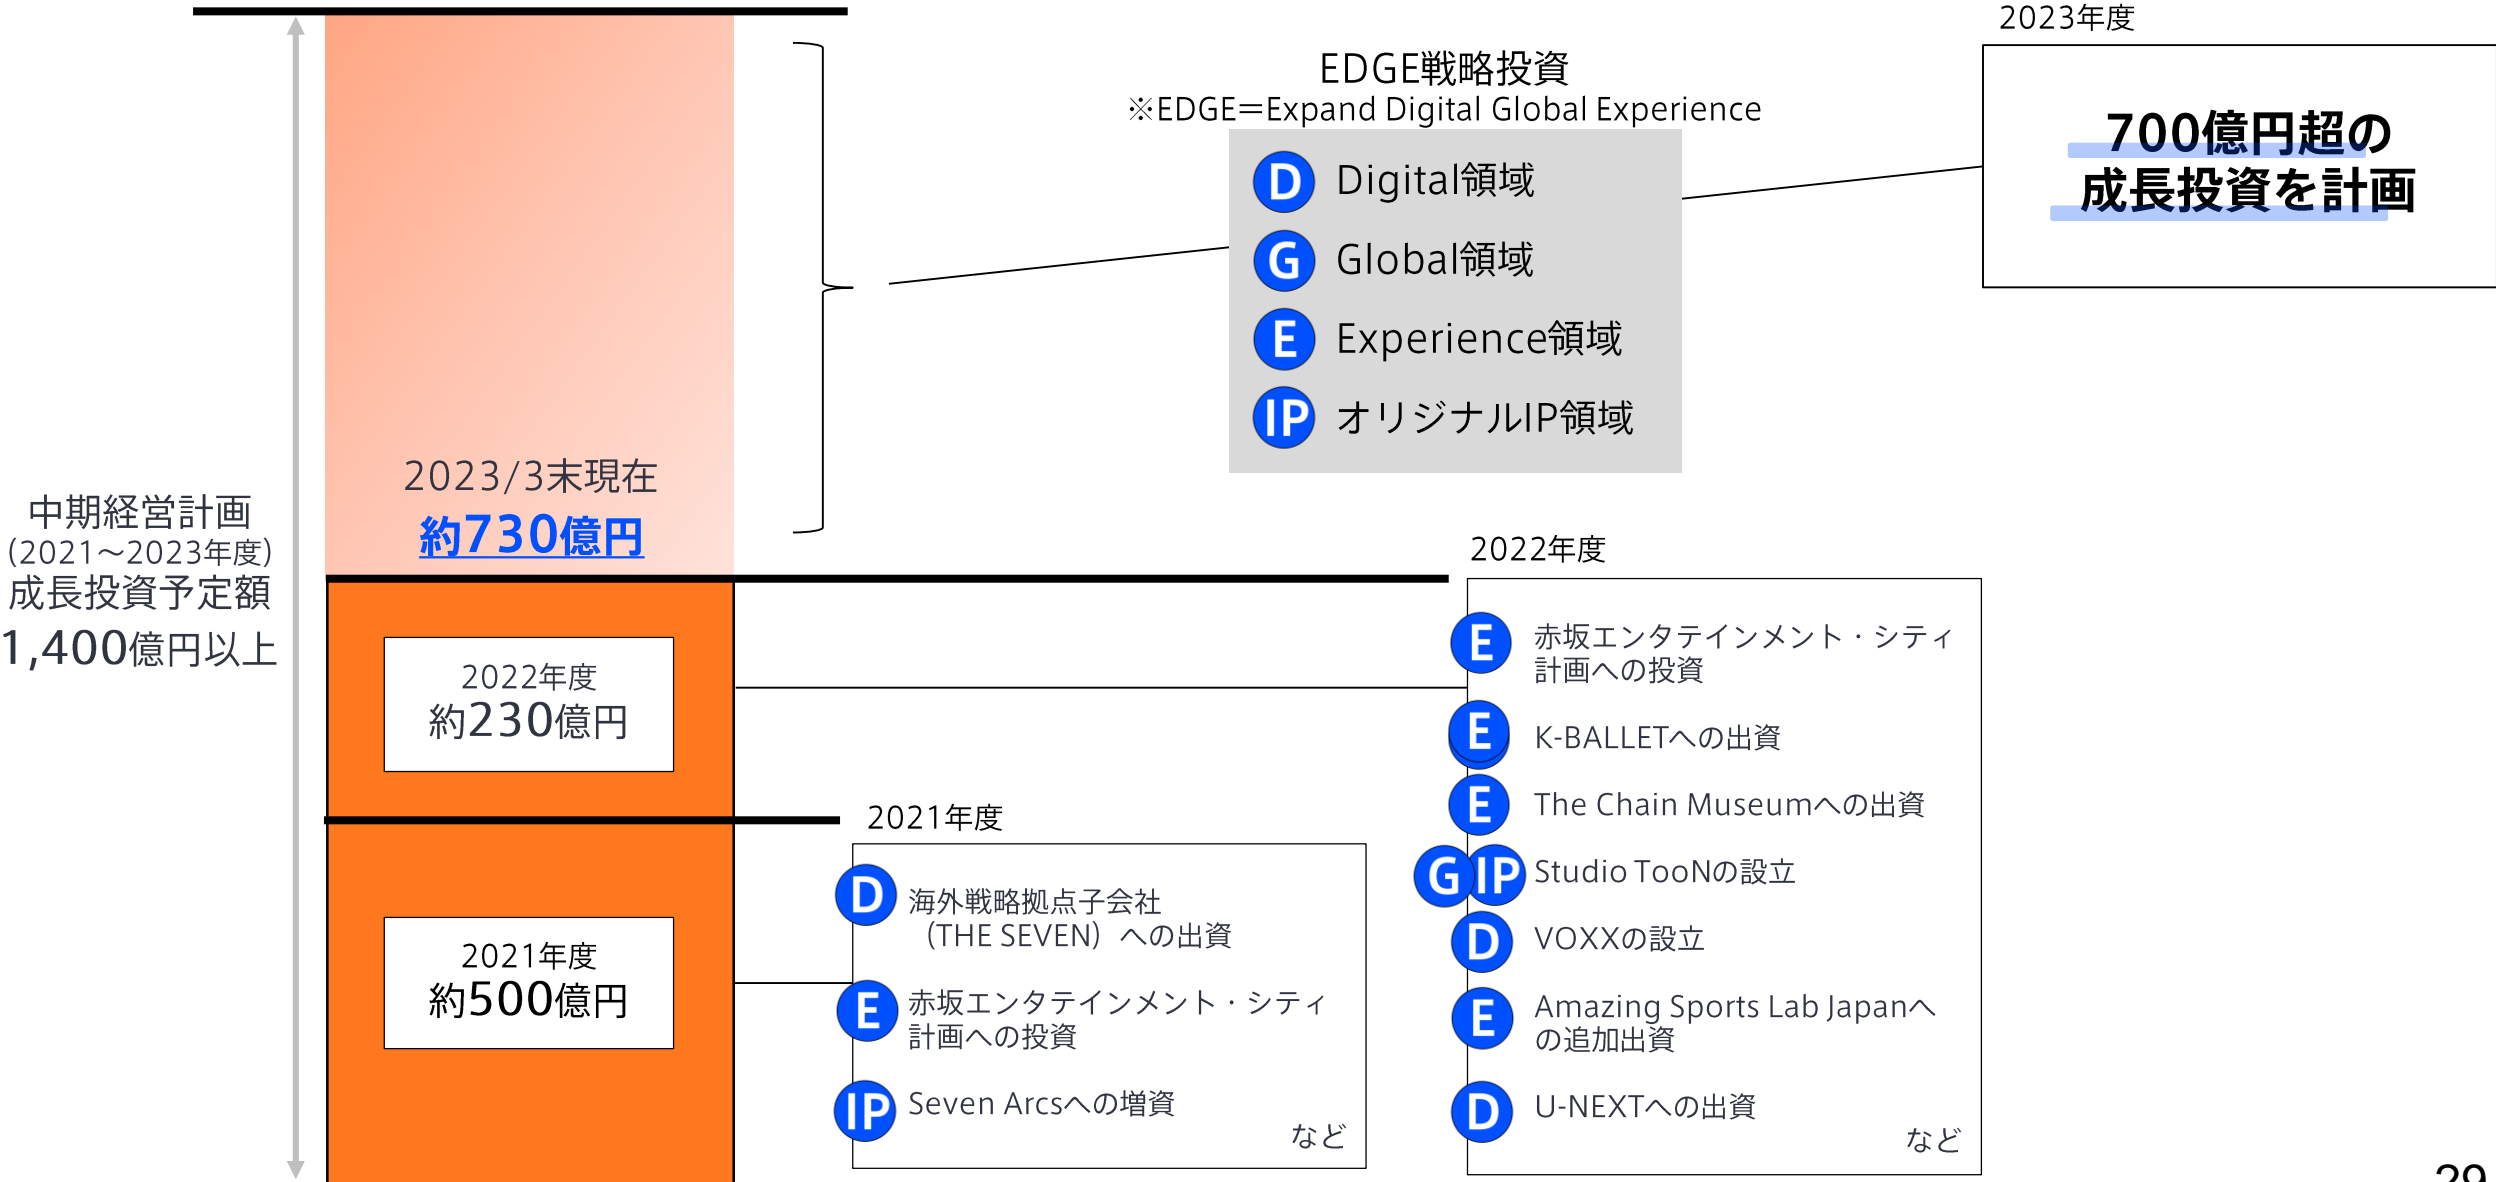 2023年度
700億円超の
成長投資を計画
EDGE戦略投資
※EDGE＝Expand Digital Global Experience
D Digital領域
G Global領域
E Experience領域
IP オリジナルIP領域
中期経営計画
（2021～2023年度）
成長投資予定額
1,400億円以上
2023/3末現在
約730億円
2022年度
約230億円
2021年度
約500億円
2021年度
D 海外戦略拠点子会社
（THE SEVEN）への出資
E 赤坂エンタテインメント・シティ
計画への投資
IP Seven Arcsへの増資
など
2022年度
E 赤坂エンタテインメント・シティ
計画への投資
E K-BALLETへの出資
E The Chain Museumへの出資
G IP Studio TooNの設立
D VOXXの設立
E Amazing Sports Lab Japanへ
の追加出資
D U-NEXTへの出資
など
29